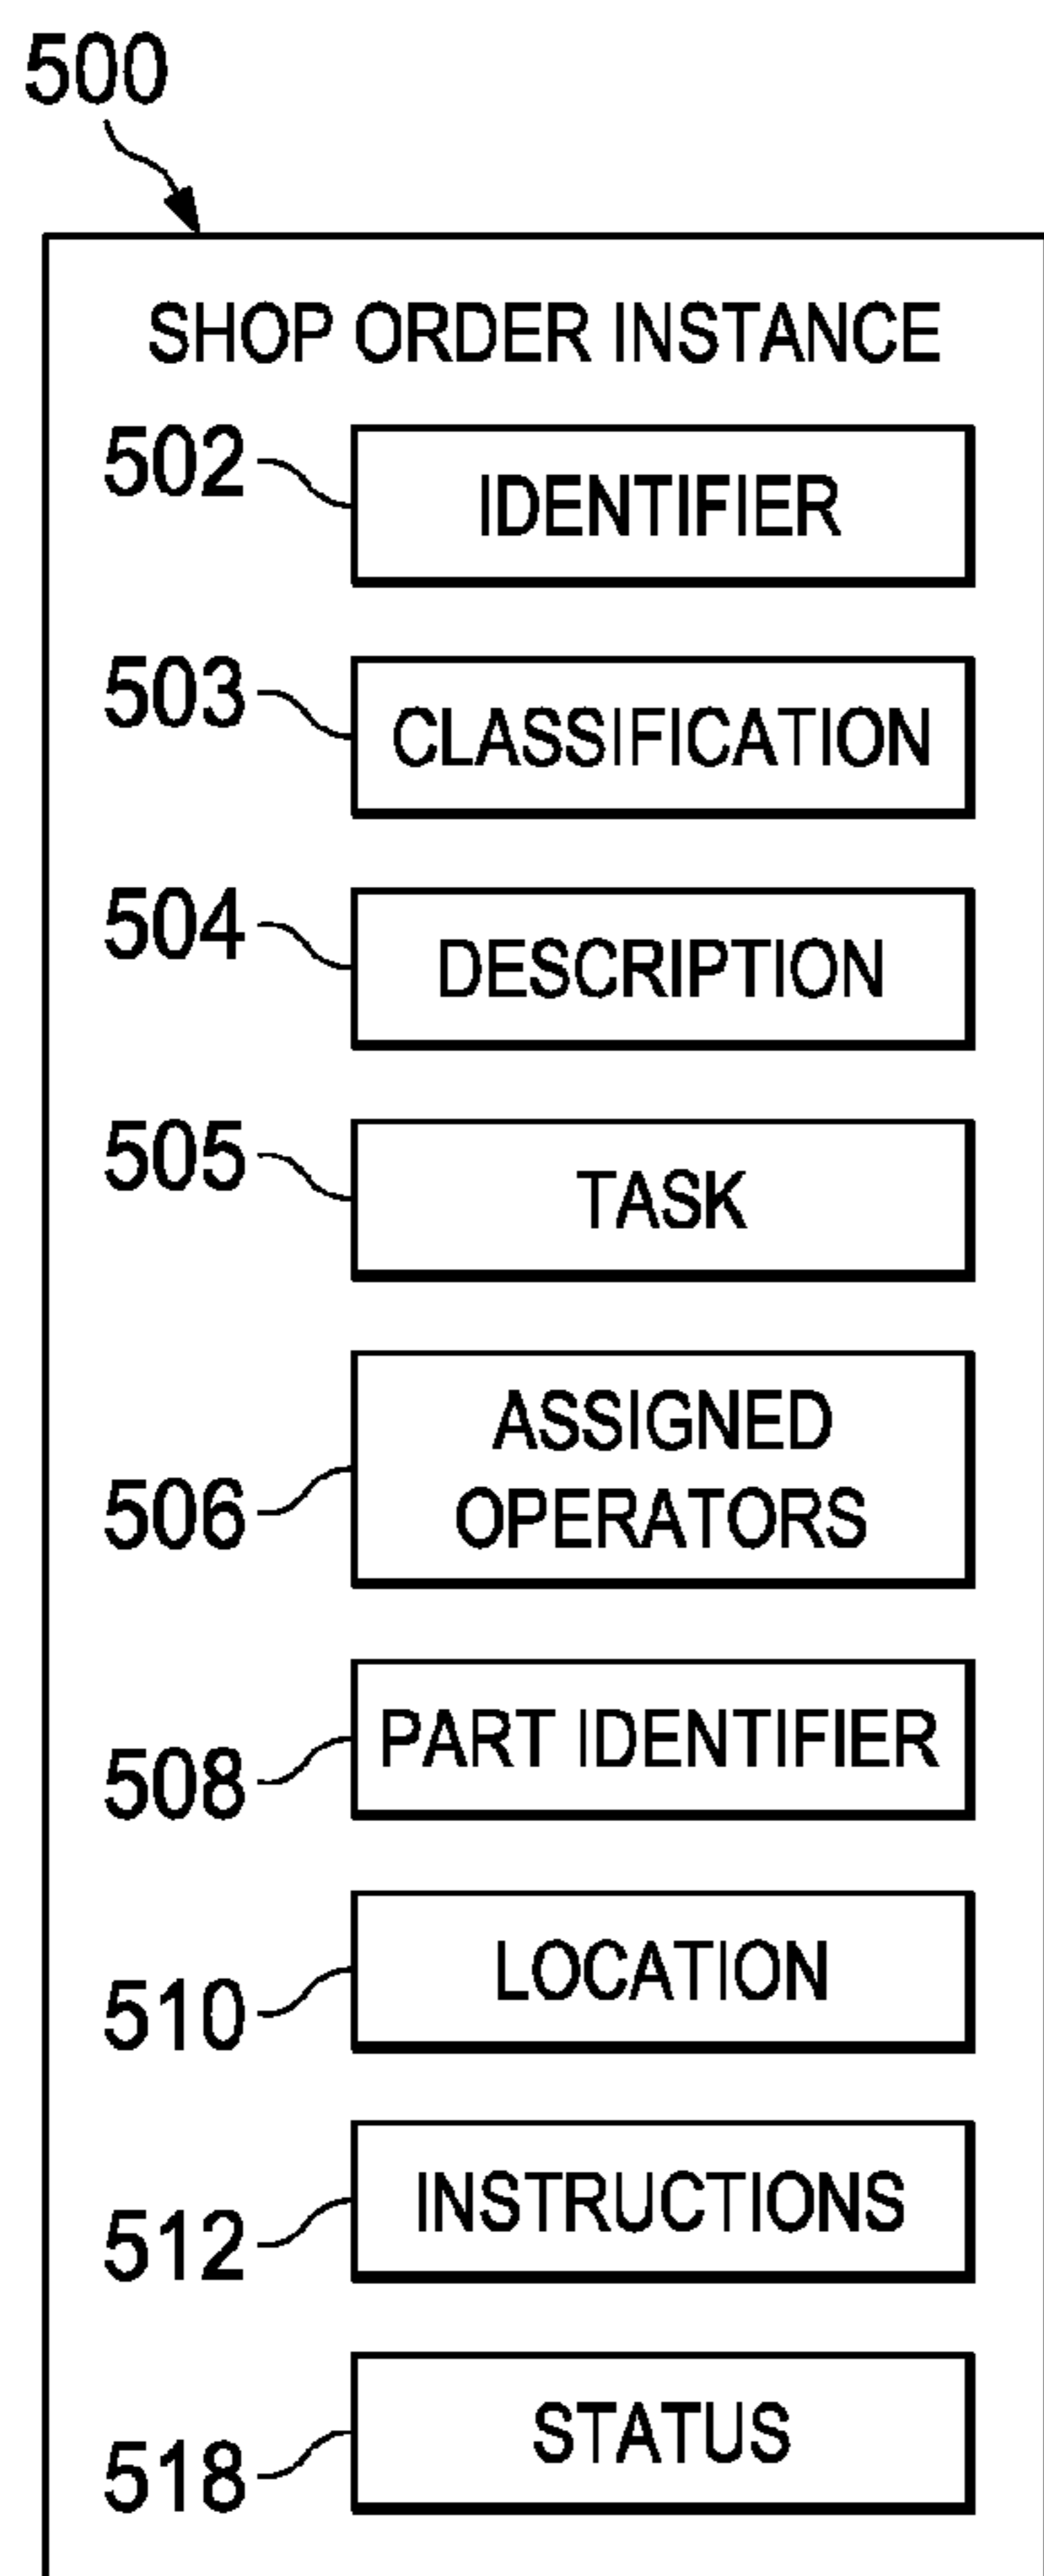 500
SHOP ORDER INSTANCE
502
IDENTIFIER
503
CLASSIFICATION
504
DESCRIPTION
505
TASK
506
ASSIGNED
OPERATORS
508
PART IDENTIFIER
510
LOCATION
512
INSTRUCTIONS
518
STATUS